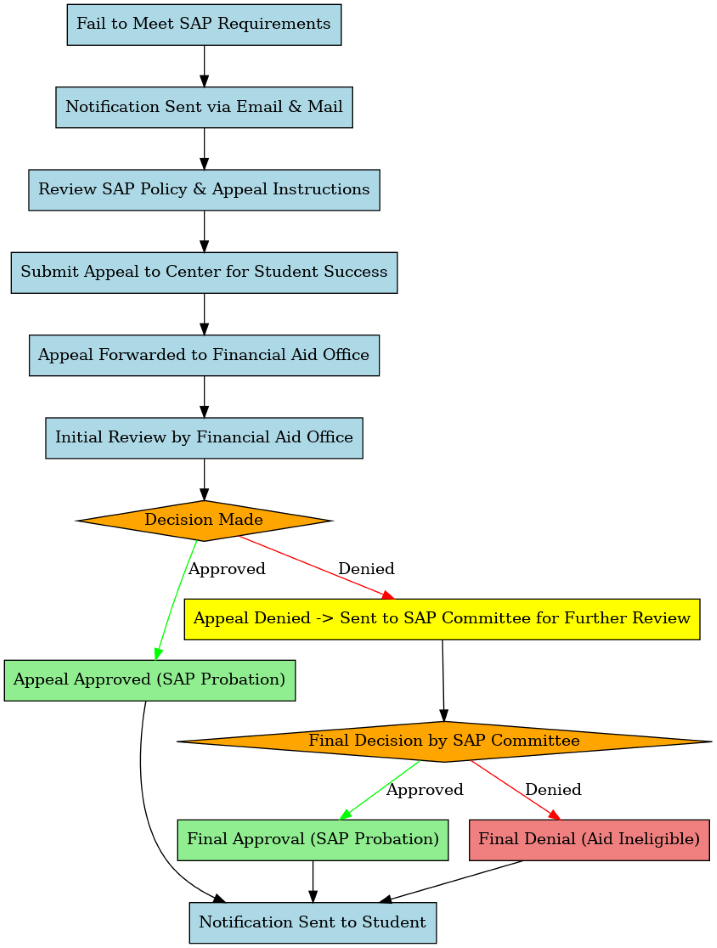 Fail to Meet SAP Requirements
Notification Sent via Email & Mail
Review SAP Policy & Appeal Instructions
Submit Appeal to Center for Student Success
Appeal Forwarded to Financial Aid Office
Initial Review by Financial Aid Office
Decision Made
Approved
Denied
Appeal Denied -> Sent to SAP Committee for Further Review
Appeal Approved (SAP Probation)
Final Decision by SAP Committee
Approved
Denied
Final Approval (SAP Probation)
Final Denial (Aid Ineligible)
Notification Sent to Student